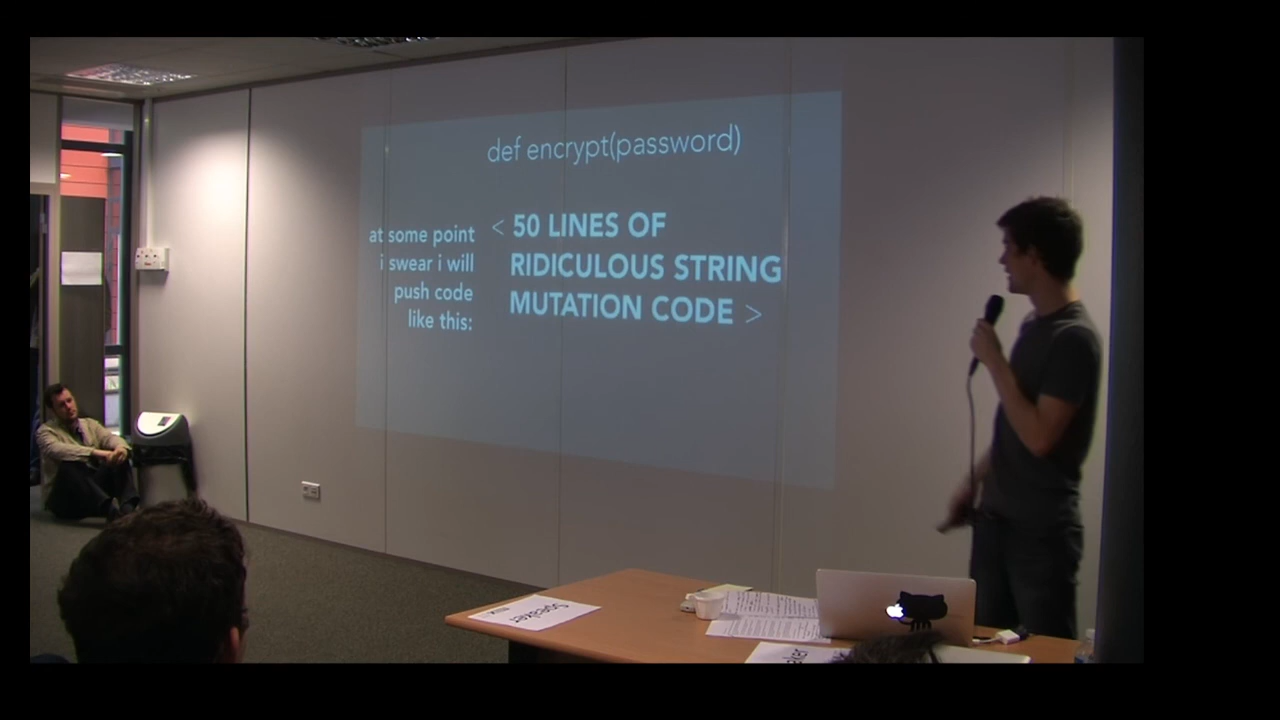 def encrypt(password)
at some point
i swear i will
push code
like this:
< 50 LINES OF
RIDICULOUS STRING
MUTATION CODE >
Speaker